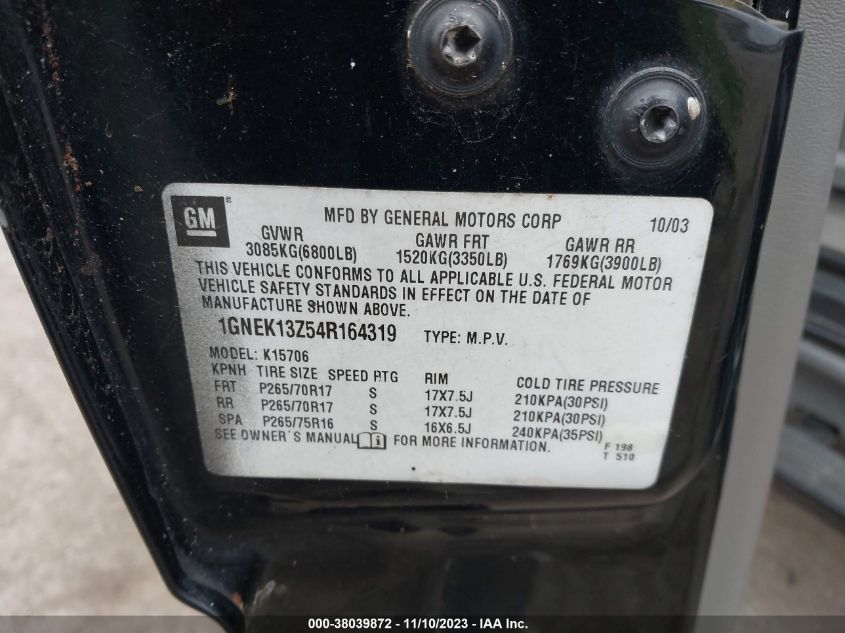 GM ®
MFD BY GENERAL MOTORS CORP 10/03
GVWR GAWR FRT GAWR RR
3085KG(6800LB) 1520KG(3350LB) 1769KG(3900LB)
THIS VEHICLE CONFORMS TO ALL APPLICABLE U.S. FEDERAL MOTOR
VEHICLE SAFETY STANDARDS IN EFFECT ON THE DATE OF
MANUFACTURE SHOWN ABOVE.
1GNEK13Z54R164319 TYPE: M.P.V.
MODEL: K15706
KPNH TIRE SIZE SPEED RTG RIM COLD TIRE PRESSURE
FRT P265/70R17 S 17X7.5J 210KPA(30PSI)
RR P265/70R17 S 17X7.5J 210KPA(30PSI)
SPA P265/75R16 S 16X6.5J 240KPA(35PSI)
SEE OWNER'S MANUAL i FOR MORE INFORMATION.
F 198
T 510
000-38039872 — 11/10/2023 — IAA Inc.